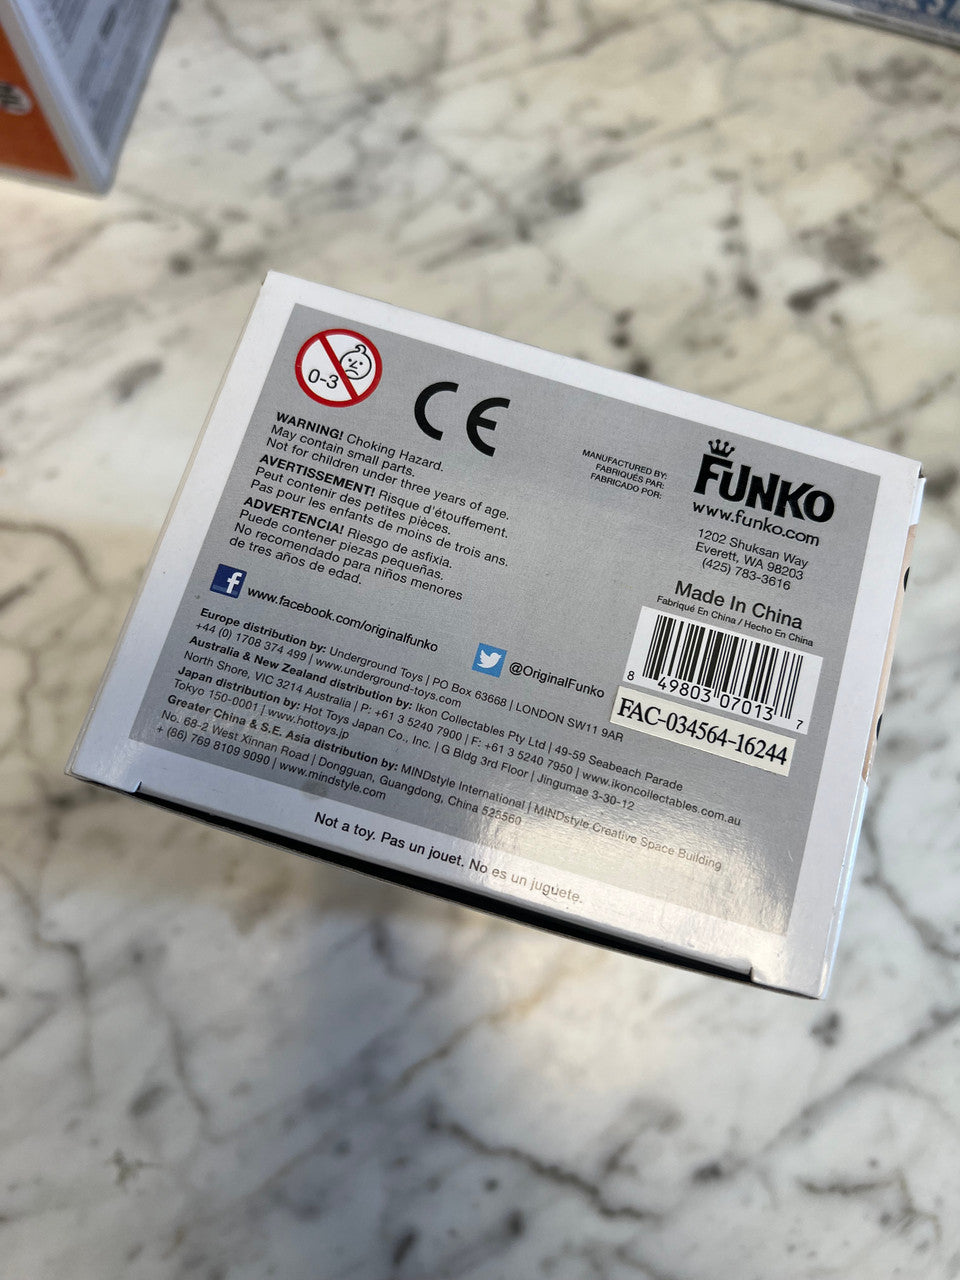 0-3
CE
WARNING! Choking Hazard.
May contain small parts.
Not for children under three years of age.
AVERTISSEMENT! Risque d'étouffement.
Peut contenir des petites pièces.
Pas pour les enfants de moins de trois ans.
ADVERTENCIA! Riesgo de asfixia.
Puede contener piezas pequeñas.
No recomendado para niños menores
de tres años de edad.
f www.facebook.com/originalfunko
@OriginalFunko
MANUFACTURED BY:
FABRIQUÉS PAR:
FABRICADO POR:
FUNKO
www.funko.com
1202 Shuksan Way
Everett, WA 98203
(425) 783-3616
Made In China
Fabriqué En China / Hecho En China
8 49803 07013 7
FAC-034564-16244
Europe distribution by: Underground Toys | PO Box 63668 | LONDON SW11 9AR
+44 (0) 1708 374 499 | www.underground-toys.com
Australia & New Zealand distribution by: Ikon Collectables Pty Ltd | 49-59 Seabeach Parade
North Shore, VIC 3214 Australia | P: +61 3 5240 7900 | F: +61 3 5240 7950 | www.ikoncollectables.com.au
Japan distribution by: Hot Toys Japan Co., Inc. | G Bldg 3rd Floor | Jingumae 3-30-12
Tokyo 150-0001 | www.hottoys.jp
Greater China & S.E. Asia distribution by: MINDstyle International | MINDstyle Creative Space Building
No. 68-2 West Xinnan Road | Dongguan, Guangdong, China 523560
+ (86) 769 8109 9090 | www.mindstyle.com
Not a toy. Pas un jouet. No es un juguete.